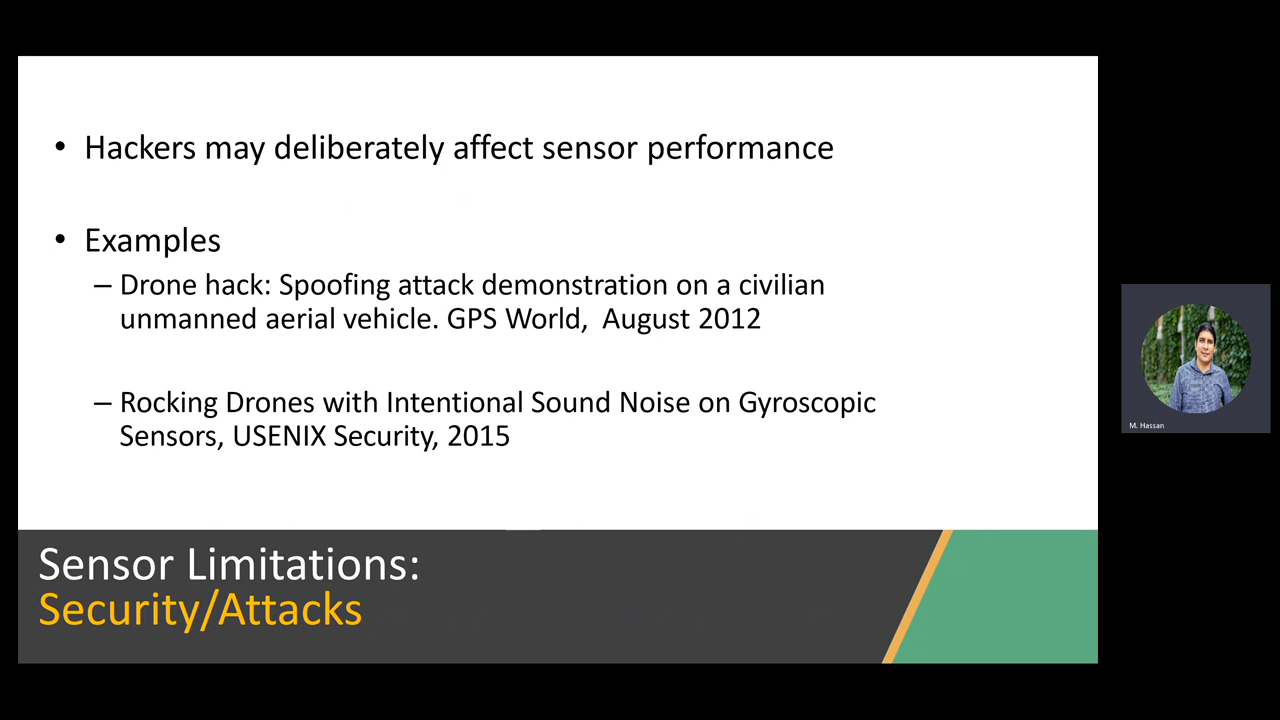 • Hackers may deliberately affect sensor performance
• Examples
– Drone hack: Spoofing attack demonstration on a civilian
unmanned aerial vehicle. GPS World,  August 2012
– Rocking Drones with Intentional Sound Noise on Gyroscopic
Sensors, USENIX Security, 2015
Sensor Limitations:
Security/Attacks
M. Hassan